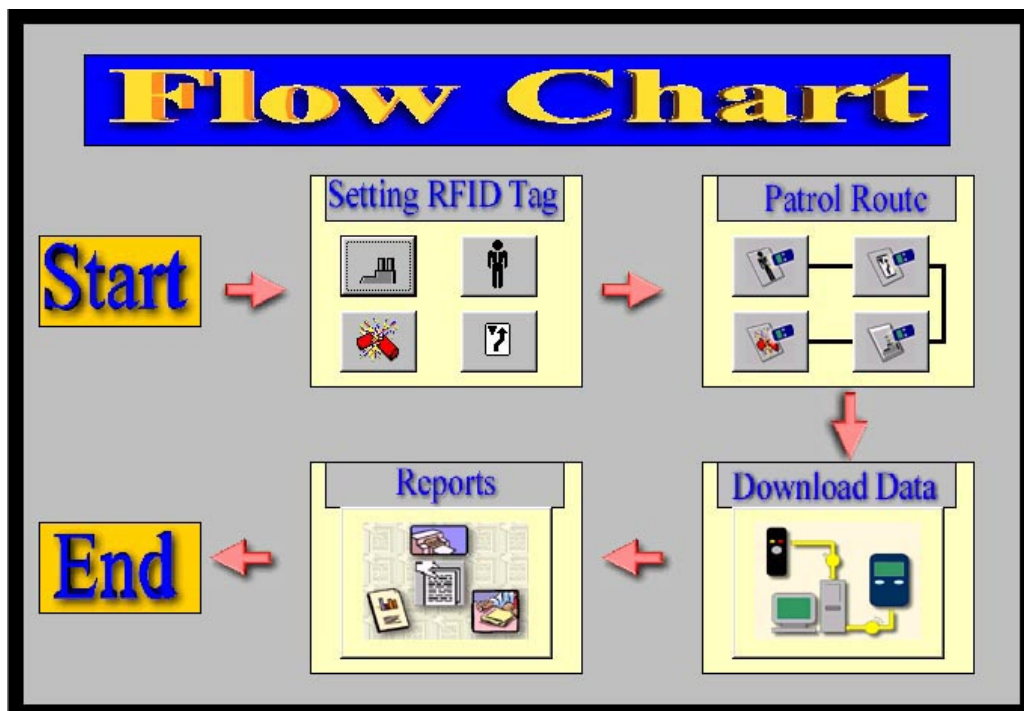 Flow Chart
Start
Setting RFID Tag
Patrol Route
Download Data
Reports
End